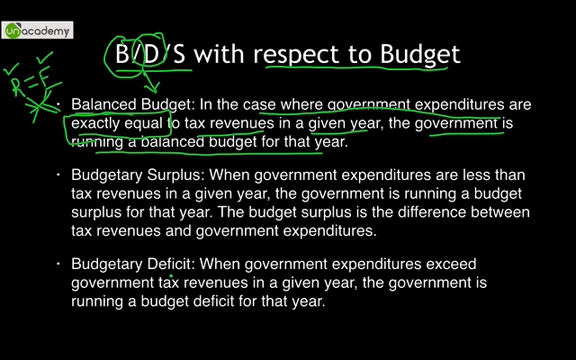 unacademy
B/D/S with respect to Budget
R = E
• Balanced Budget: In the case where government expenditures are
exactly equal to tax revenues in a given year, the government is
running a balanced budget for that year.
• Budgetary Surplus: When government expenditures are less than
tax revenues in a given year, the government is running a budget
surplus for that year. The budget surplus is the difference between
tax revenues and government expenditures.
• Budgetary Deficit: When government expenditures exceed
government tax revenues in a given year, the government is
running a budget deficit for that year.